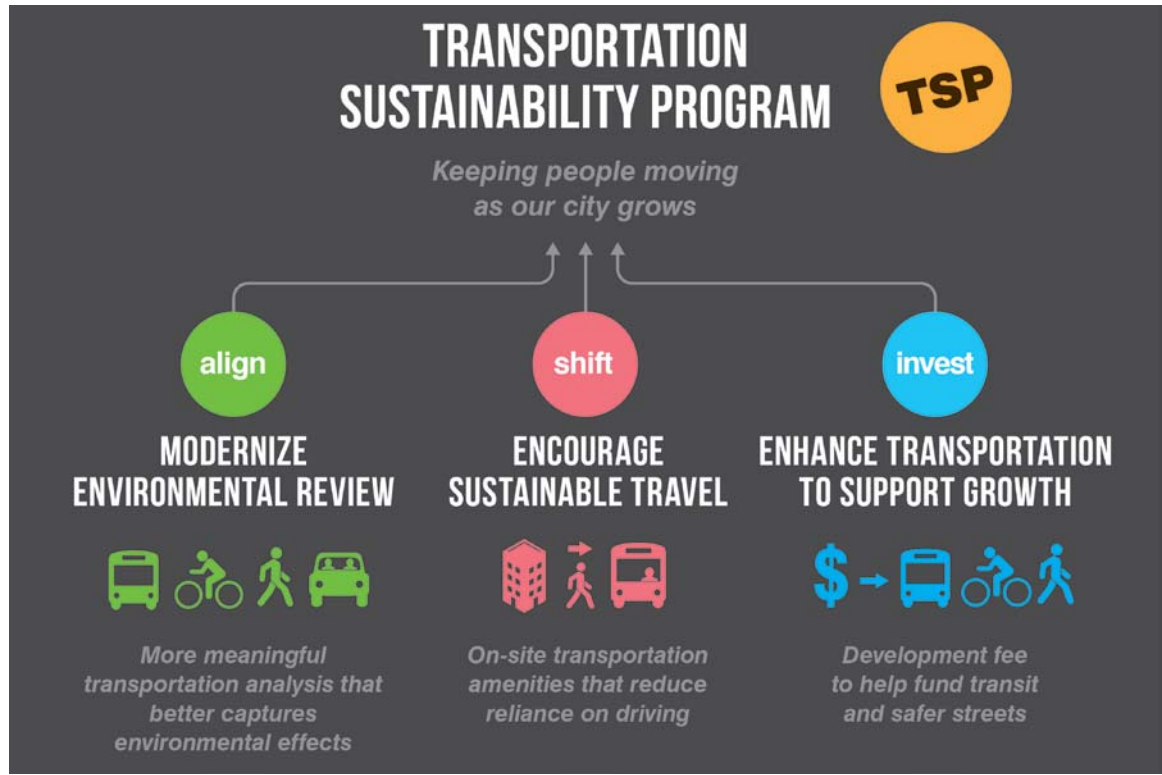 TRANSPORTATION
SUSTAINABILITY PROGRAM
TSP
Keeping people moving
as our city grows
align
MODERNIZE
ENVIRONMENTAL REVIEW
More meaningful
transportation analysis that
better captures
environmental effects
shift
ENCOURAGE
SUSTAINABLE TRAVEL
On-site transportation
amenities that reduce
reliance on driving
invest
ENHANCE TRANSPORTATION
TO SUPPORT GROWTH
$
Development fee
to help fund transit
and safer streets